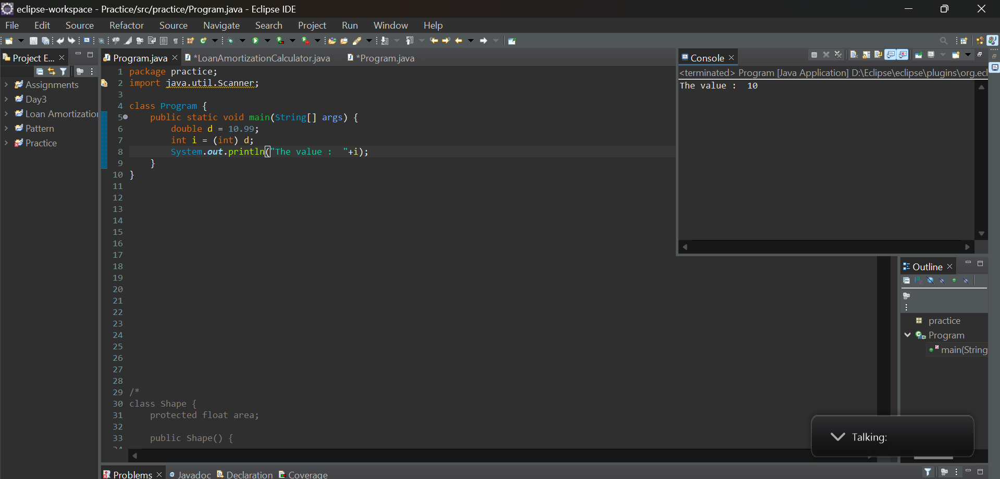 eclipse-workspace - Practice/src/practice/Program.java - Eclipse IDE
File Edit Source Refactor Source Navigate Search Project Run Window Help
Project E...
Assignments
Day3
Loan Amortization
Pattern
Practice
Program.java *LoanAmortizationCalculator.java *Program.java
1 package practice;
2 import java.util.Scanner;
3
4 class Program {
5 public static void main(String[] args) {
6 double d = 10.99;
7 int i = (int) d;
8 System.out.println("The value :  "+i);
9 }
10 }
11
12
13
14
15
16
17
18
19
20
21
22
23
24
25
26
27
28
29 /*
30 class Shape {
31 protected float area;
32
33 public Shape() {
34
Console
<terminated> Program [Java Application] D:\Eclipse\eclipse\plugins\org.ecl
The value :  10
Outline
practice
Program
main(String
Talking:
Problems Javadoc Declaration Coverage